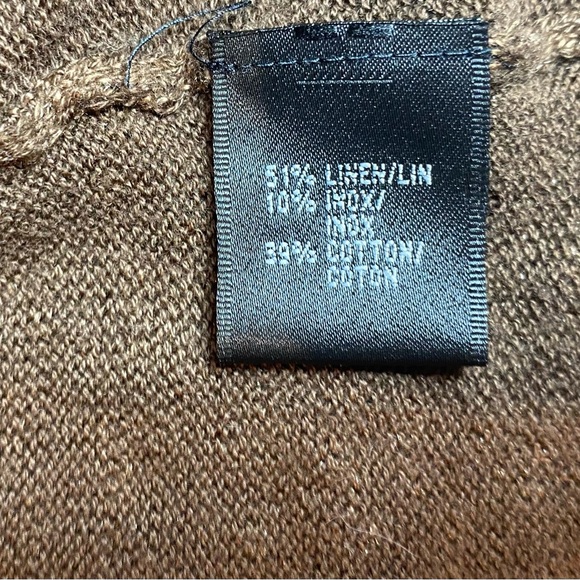 51% LINEN/LIN
10% INOX/
INOX
39% COTTON/
COTON